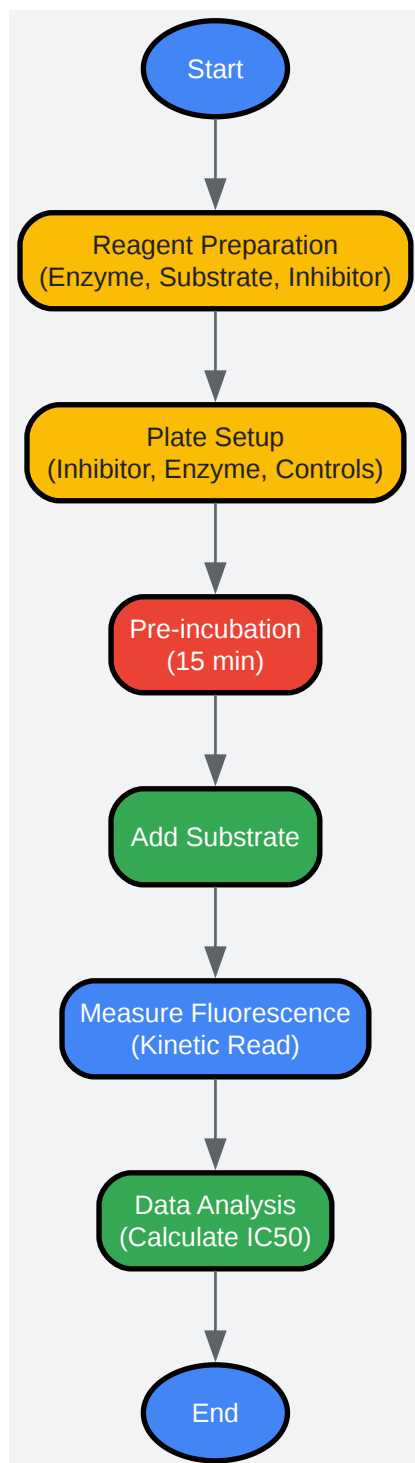 Start
Reagent Preparation
(Enzyme, Substrate, Inhibitor)
Plate Setup
(Inhibitor, Enzyme, Controls)
Pre-incubation
(15 min)
Add Substrate
Measure Fluorescence
(Kinetic Read)
Data Analysis
(Calculate IC50)
End